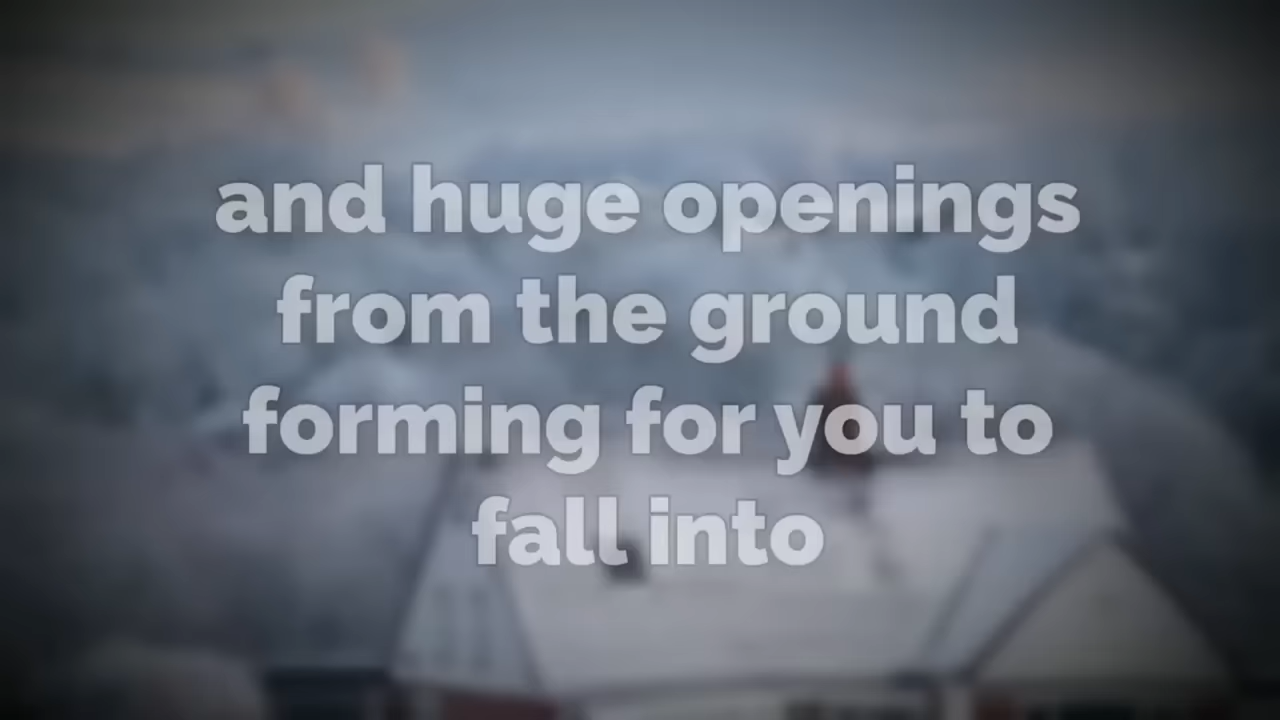 and huge openings
from the ground
forming for you to
fall into